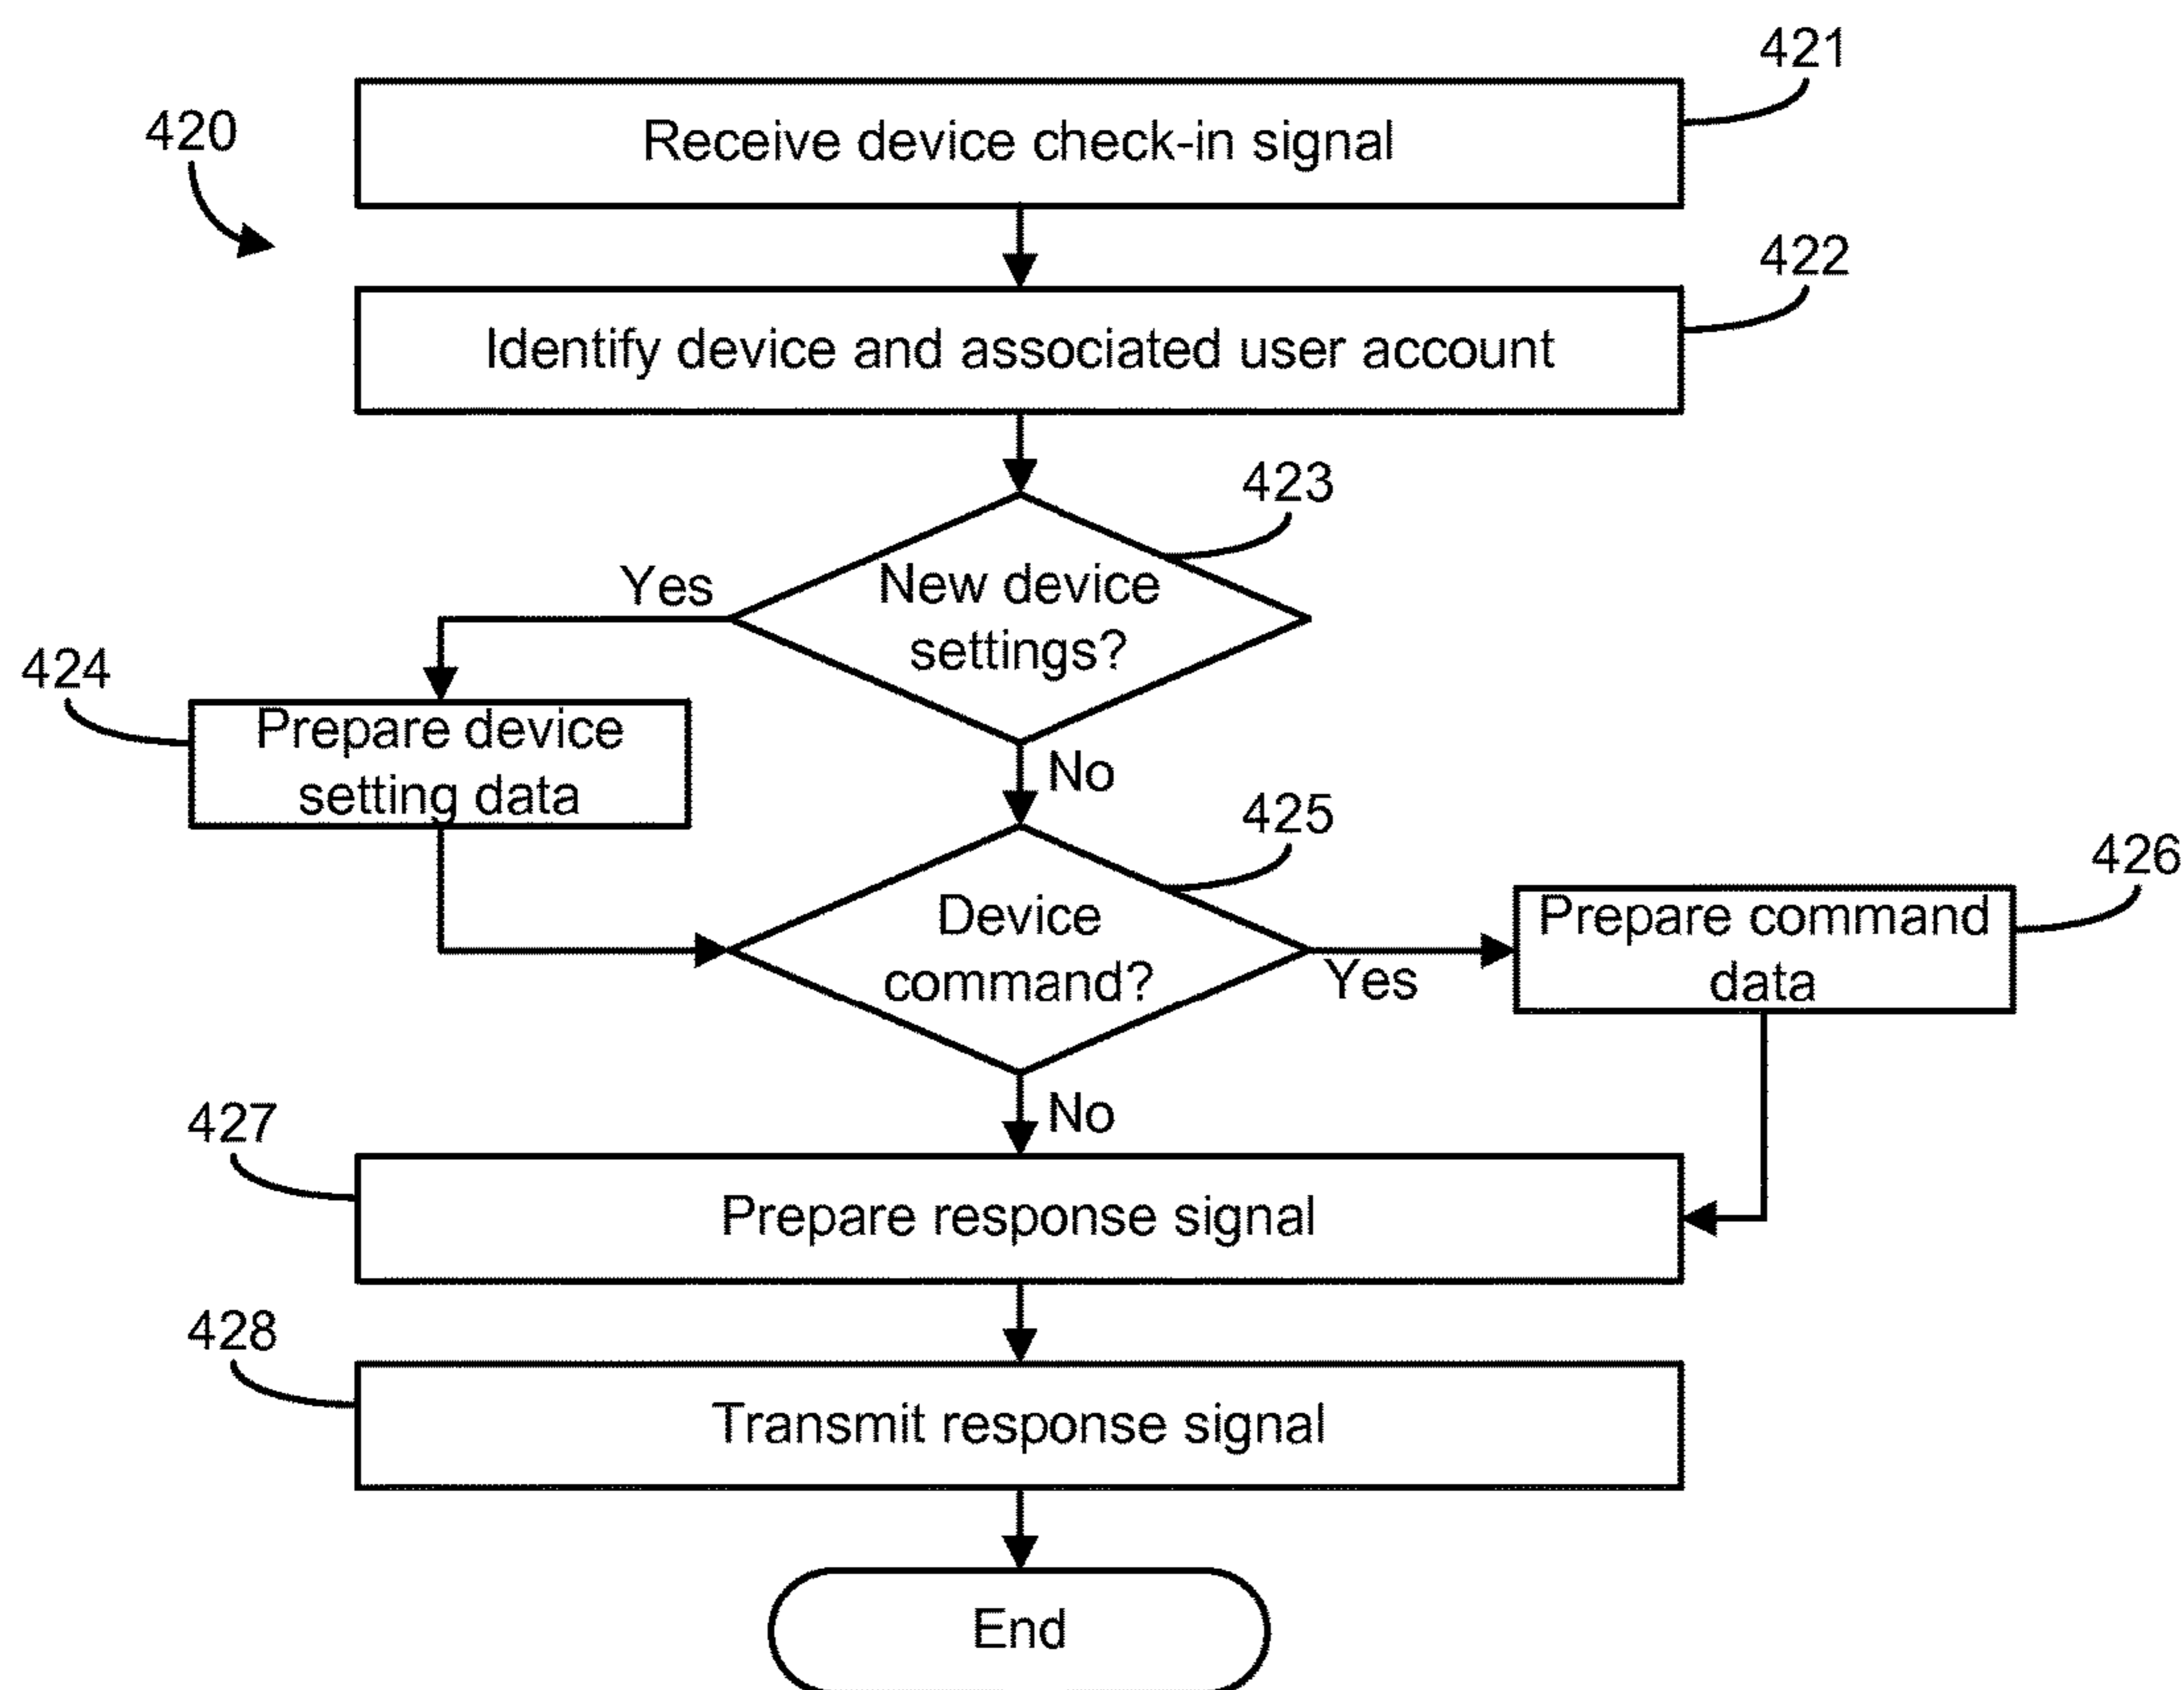 421
Receive device check-in signal
420
422
Identify device and associated user account
423
New device
settings?
Yes
424
Prepare device
setting data
No
425
Device
command?
Yes
426
Prepare command
data
No
427
Prepare response signal
428
Transmit response signal
End